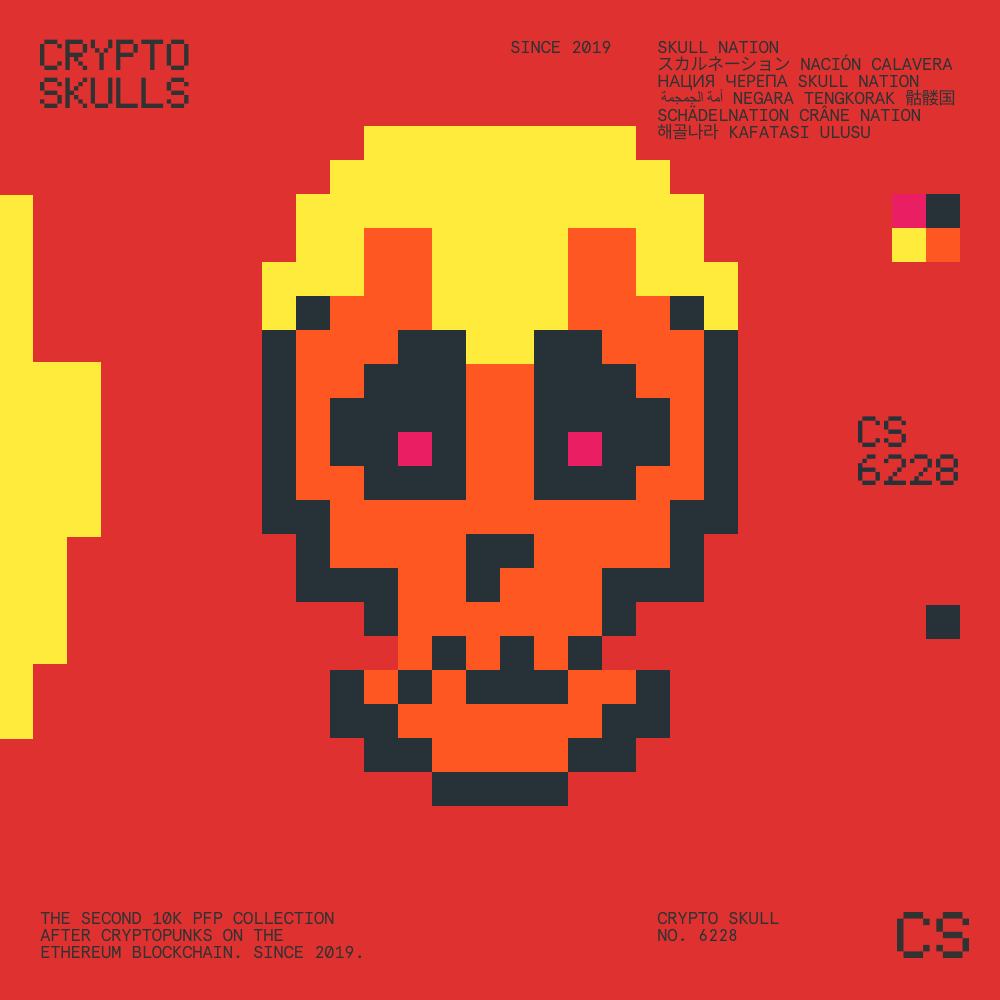 CRYPTO
SKULLS
SINCE 2019
SKULL NATION
スカルネーション NACIÓN CALAVERA
НАЦИЯ ЧЕРЕПА SKULL NATION
أمة الجمجمة NEGARA TENGKORAK 骷髅国
SCHÄDELNATION CRÂNE NATION
해골나라 KAFATASI ULUSU
CS
6228
THE SECOND 10K PFP COLLECTION
AFTER CRYPTOPUNKS ON THE
ETHEREUM BLOCKCHAIN. SINCE 2019.
CRYPTO SKULL
NO. 6228
CS